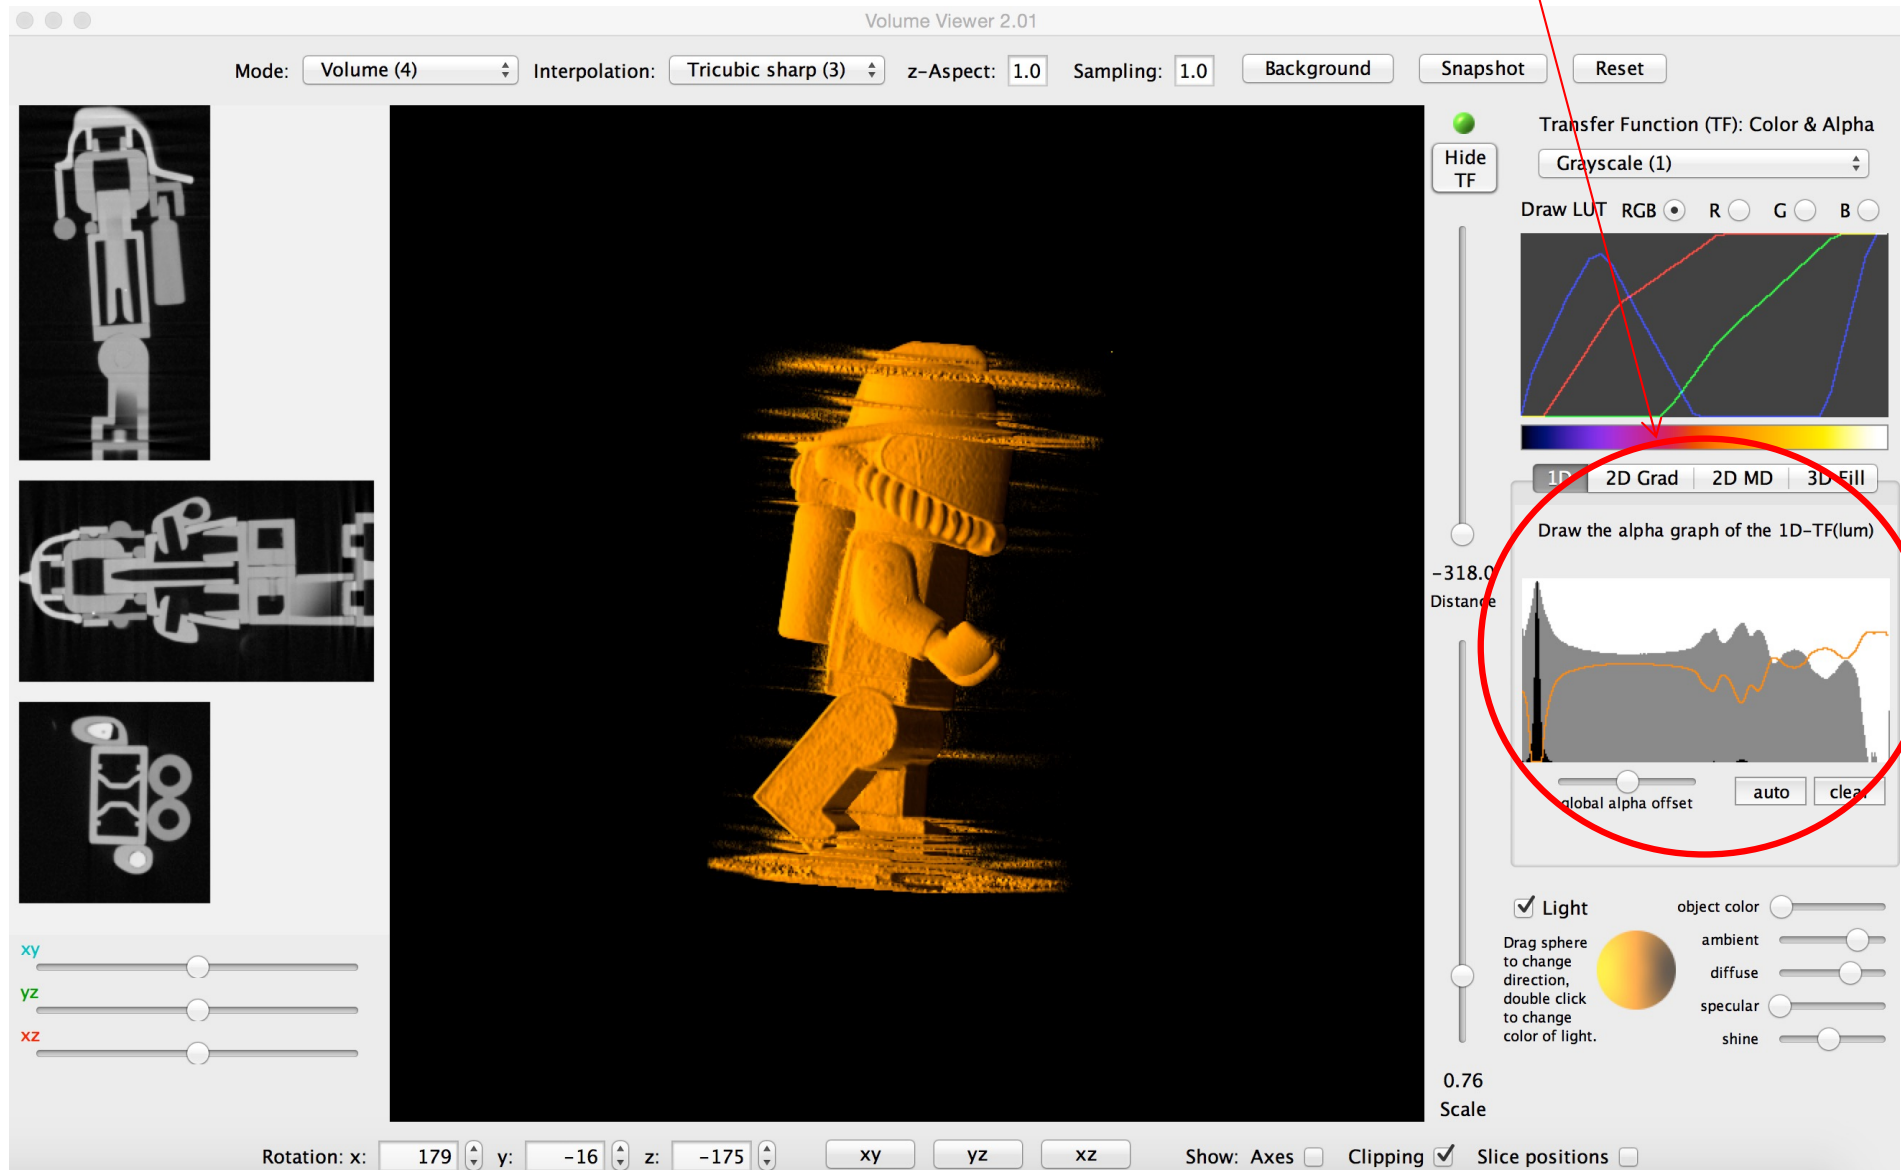 Volume Viewer 2.01
Mode: Volume (4) Interpolation: Tricubic sharp (3) z-Aspect: 1.0 Sampling: 1.0 Background Snapshot Reset
Hide
TF
Transfer Function (TF): Color & Alpha
Grayscale (1)
Draw LUT RGB R G B
1D 2D Grad 2D MD 3D Fill
Draw the alpha graph of the 1D-TF(lum)
-318.0
Distance
global alpha offset auto clear
Light
Drag sphere
to change
direction,
double click
to change
color of light.
object color
ambient
diffuse
specular
shine
xy
yz
xz
0.76
Scale
Rotation: x: 179 y: -16 z: -175 xy yz xz Show: Axes Clipping Slice positions